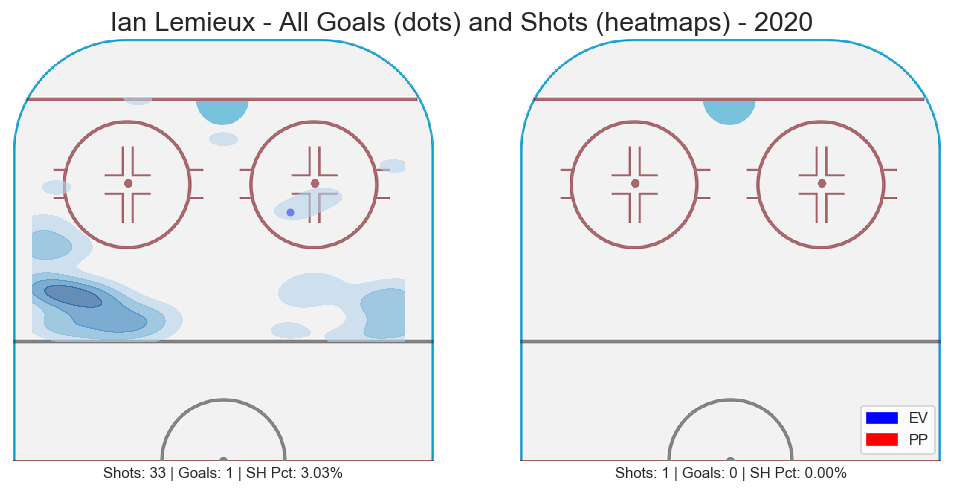 Ian Lemieux - All Goals (dots) and Shots (heatmaps) - 2020
EV
PP
Shots: 33 | Goals: 1 | SH Pct: 3.03%
Shots: 1 | Goals: 0 | SH Pct: 0.00%